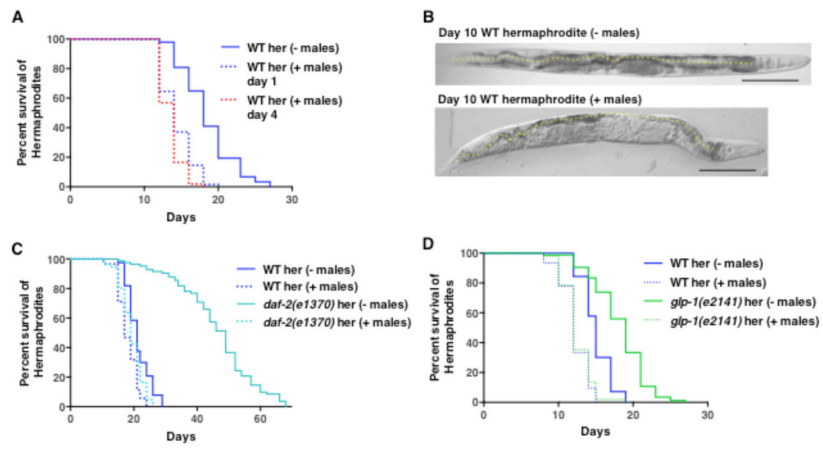 A
Percent survival of
Hermaphrodites
100
80
60
40
20
0
0 10 20 30
Days
WT her (- males)
WT her (+ males)
day 1
WT her (+ males)
day 4
B
Day 10 WT hermaphrodite (- males)
Day 10 WT hermaphrodite (+ males)
C
Percent survival of
Hermaphrodites
100
80
60
40
20
0
0 20 40 60
Days
WT her (- males)
WT her (+ males)
daf-2(e1370) her (- males)
daf-2(e1370) her (+ males)
D
Percent survival of
Hermaphrodites
100
80
60
40
20
0
0 10 20 30
Days
WT her (- males)
WT her (+ males)
glp-1(e2141) her (- males)
glp-1(e2141) her (+ males)